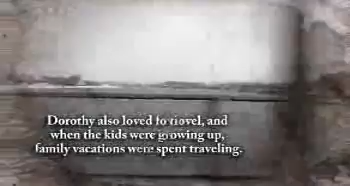 Dorothy also loved to travel, and
when the kids were growing up,
family vacations were spent traveling.